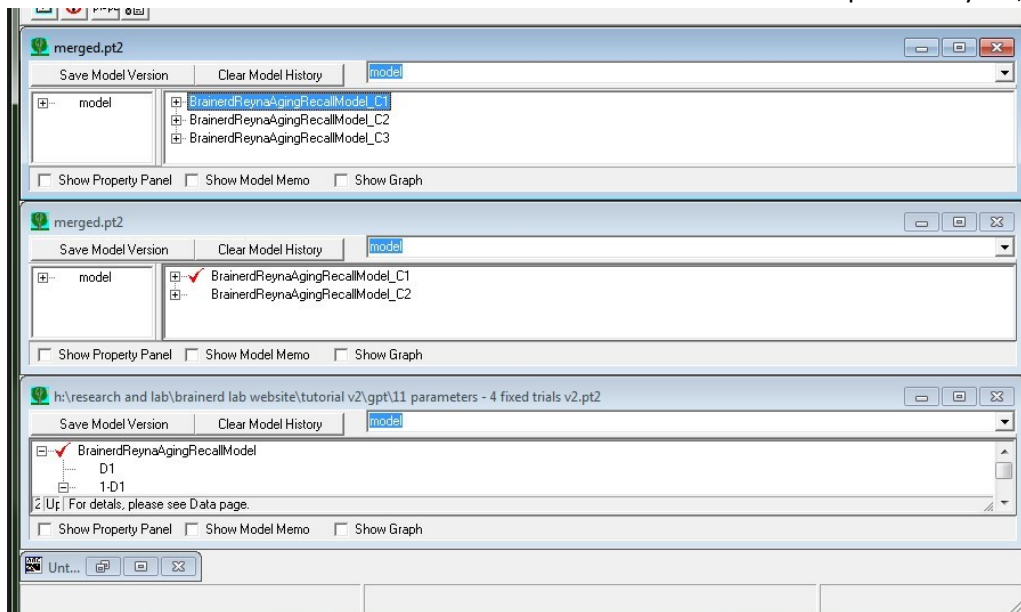 merged.pt2
Save Model Version Clear Model History model
model BrainerdReynaAgingRecallModel_C1
BrainerdReynaAgingRecallModel_C2
BrainerdReynaAgingRecallModel_C3
Show Property Panel Show Model Memo Show Graph
merged.pt2
Save Model Version Clear Model History model
model BrainerdReynaAgingRecallModel_C1
BrainerdReynaAgingRecallModel_C2
Show Property Panel Show Model Memo Show Graph
h:\research and lab\brainerd lab website\tutorial v2\gpt\11 parameters - 4 fixed trials v2.pt2
Save Model Version Clear Model History model
BrainerdReynaAgingRecallModel
D1
1-D1
For detals, please see Data page.
Show Property Panel Show Model Memo Show Graph
Unt...